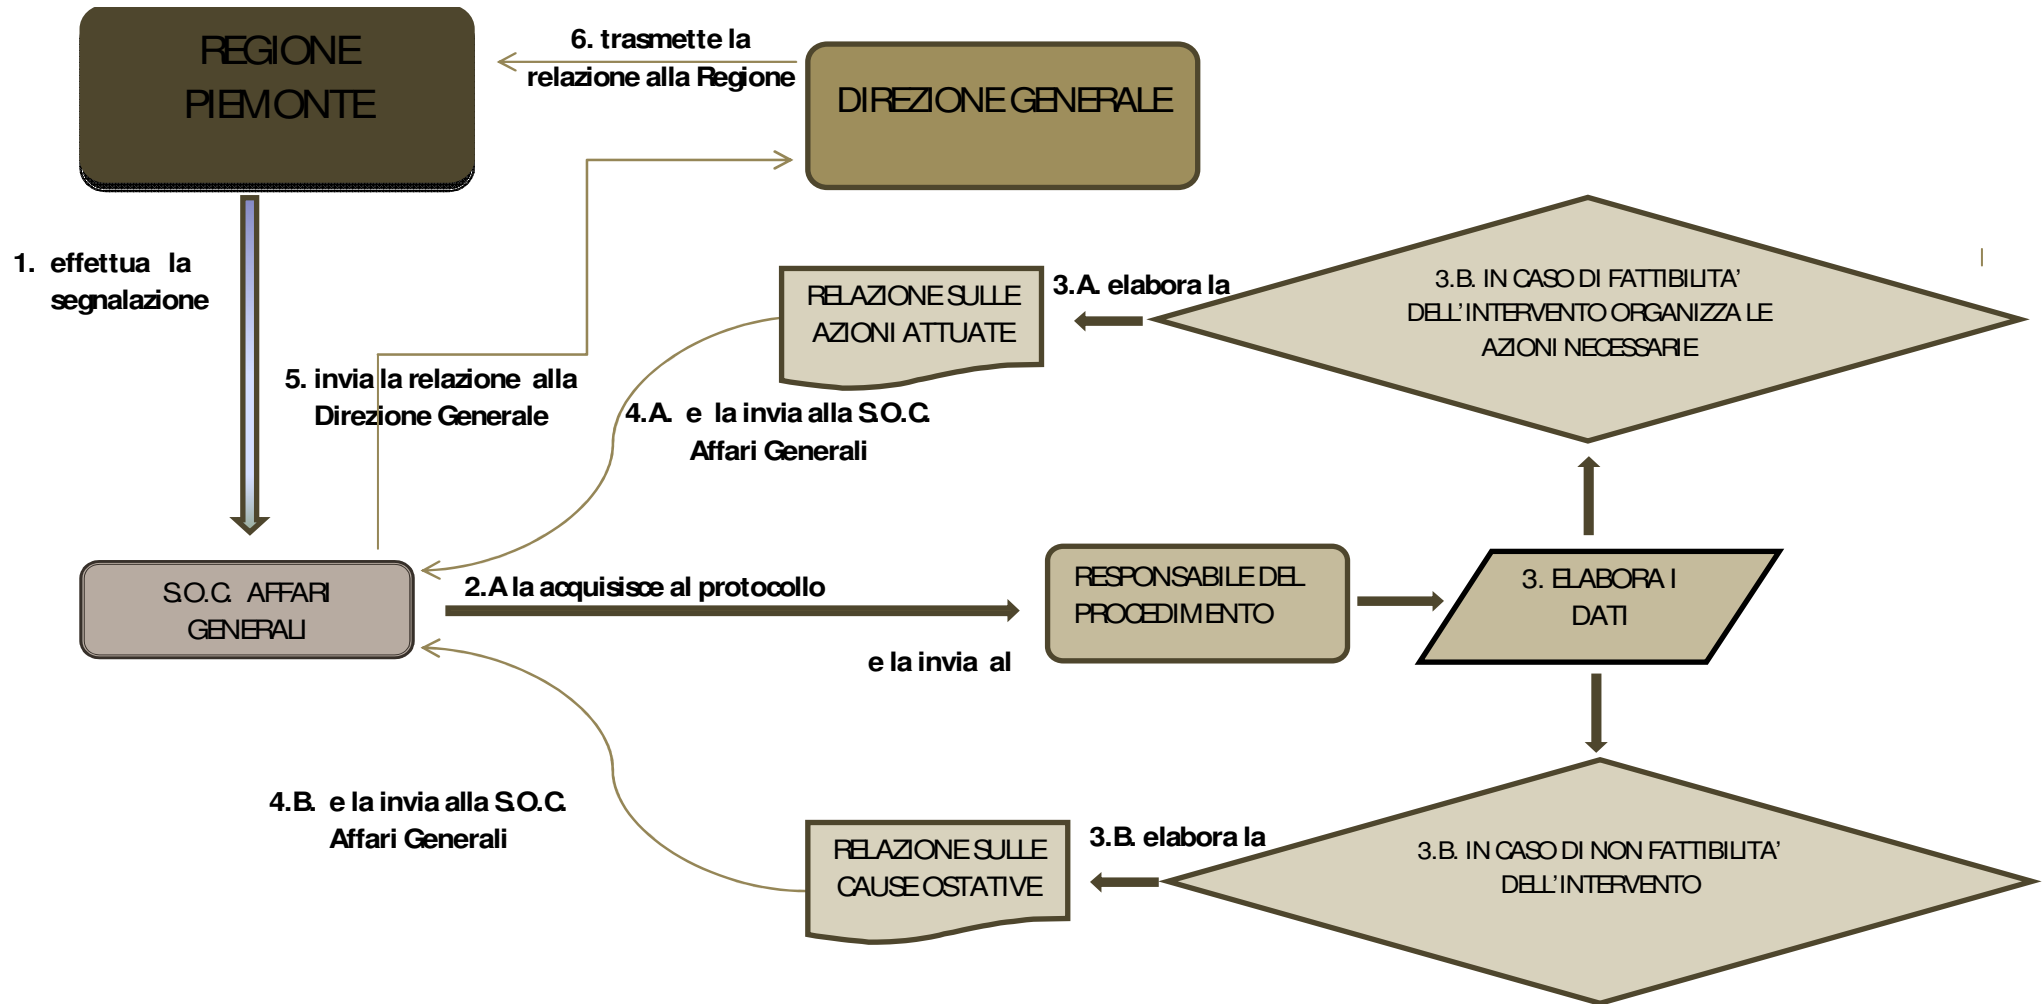 REGIONE
PIEMONTE
6. trasmette la
relazione alla Regione
DIREZIONE GENERALE
1. effettua la
segnalazione
RELAZIONE SULLE
AZIONI ATTUATE
3.A. elabora la
3.B. IN CASO DI FATTIBILITA'
DELL'INTERVENTO ORGANIZZA LE
AZIONI NECESSARIE
5. invia la relazione alla
Direzione Generale
4.A. e la invia alla S.O.C.
Affari Generali
S.O.C. AFFARI
GENERALI
2.A la acquisisce al protocollo
e la invia al
RESPONSABILE DEL
PROCEDIMENTO
3. ELABORA I
DATI
4.B. e la invia alla S.O.C.
Affari Generali
RELAZIONE SULLE
CAUSE OSTATIVE
3.B. elabora la
3.B. IN CASO DI NON FATTIBILITA'
DELL'INTERVENTO